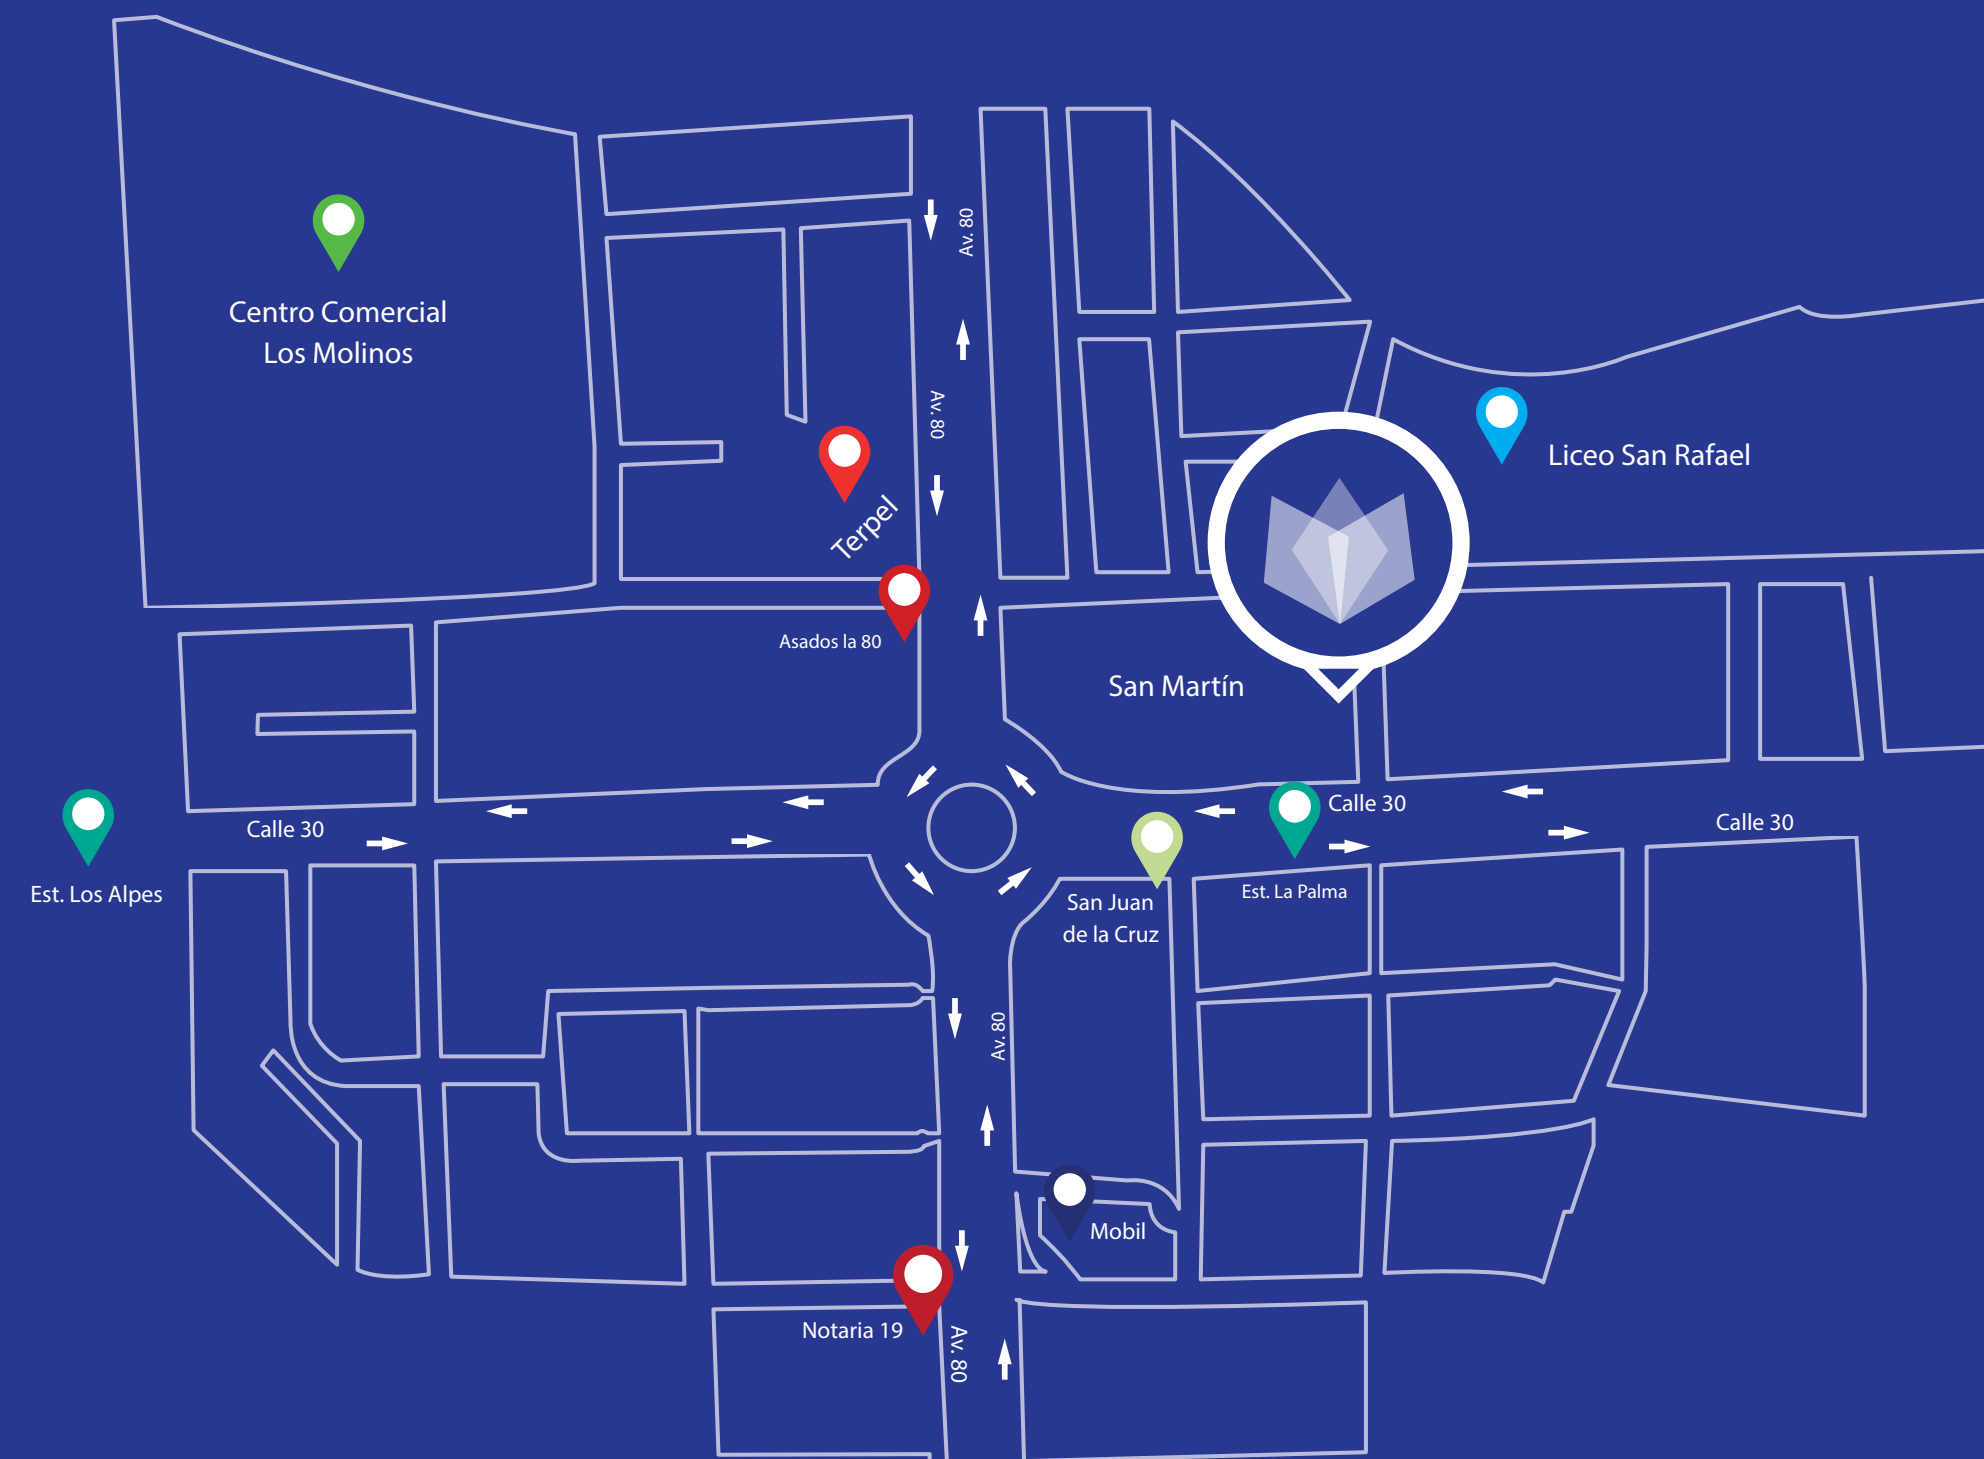 Av. 80
Centro Comercial
Los Molinos
Av. 80
Liceo San Rafael
Terpel
Asados la 80
San Martín
Calle 30
Calle 30
Calle 30
Est. Los Alpes
Est. La Palma
San Juan
de la Cruz
Av. 80
Mobil
Notaria 19
Av. 80